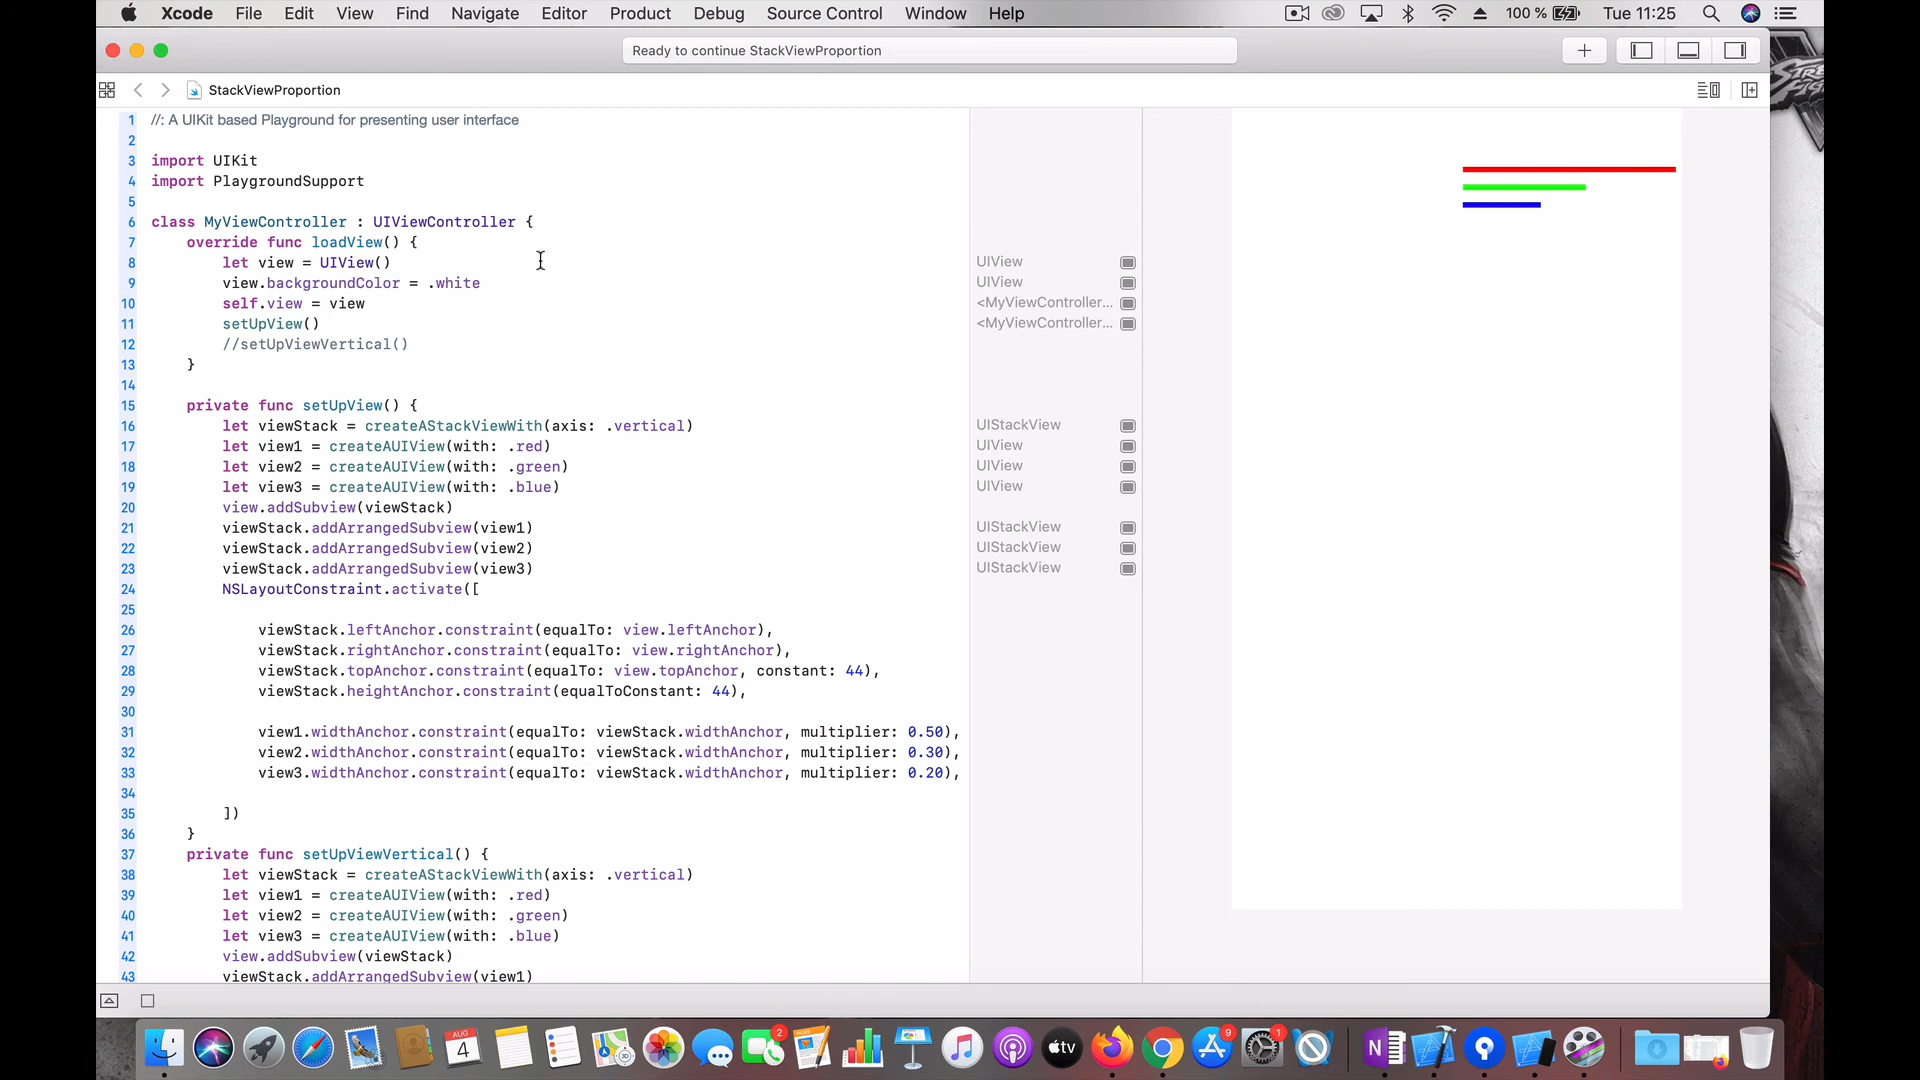 Xcode File Edit View Find Navigate Editor Product Debug Source Control Window Help 100 % Tue 11:25
Ready to continue StackViewProportion
StackViewProportion
1 //: A UIKit based Playground for presenting user interface
2
3 import UIKit
4 import PlaygroundSupport
5
6 class MyViewController : UIViewController {
7 override func loadView() {
8 let view = UIView() UIView
9 view.backgroundColor = .white UIView
10 self.view = view <MyViewController...
11 setUpView() <MyViewController...
12 //setUpViewVertical()
13 }
14
15 private func setUpView() {
16 let viewStack = createAStackViewWith(axis: .vertical) UIStackView
17 let view1 = createAUIView(with: .red) UIView
18 let view2 = createAUIView(with: .green) UIView
19 let view3 = createAUIView(with: .blue) UIView
20 view.addSubview(viewStack)
21 viewStack.addArrangedSubview(view1) UIStackView
22 viewStack.addArrangedSubview(view2) UIStackView
23 viewStack.addArrangedSubview(view3) UIStackView
24 NSLayoutConstraint.activate([
25
26 viewStack.leftAnchor.constraint(equalTo: view.leftAnchor),
27 viewStack.rightAnchor.constraint(equalTo: view.rightAnchor),
28 viewStack.topAnchor.constraint(equalTo: view.topAnchor, constant: 44),
29 viewStack.heightAnchor.constraint(equalToConstant: 44),
30
31 view1.widthAnchor.constraint(equalTo: viewStack.widthAnchor, multiplier: 0.50),
32 view2.widthAnchor.constraint(equalTo: viewStack.widthAnchor, multiplier: 0.30),
33 view3.widthAnchor.constraint(equalTo: viewStack.widthAnchor, multiplier: 0.20),
34
35 ])
36 }
37 private func setUpViewVertical() {
38 let viewStack = createAStackViewWith(axis: .vertical)
39 let view1 = createAUIView(with: .red)
40 let view2 = createAUIView(with: .green)
41 let view3 = createAUIView(with: .blue)
42 view.addSubview(viewStack)
43 viewStack.addArrangedSubview(view1)
AUG 4 2 tv 9 1 N